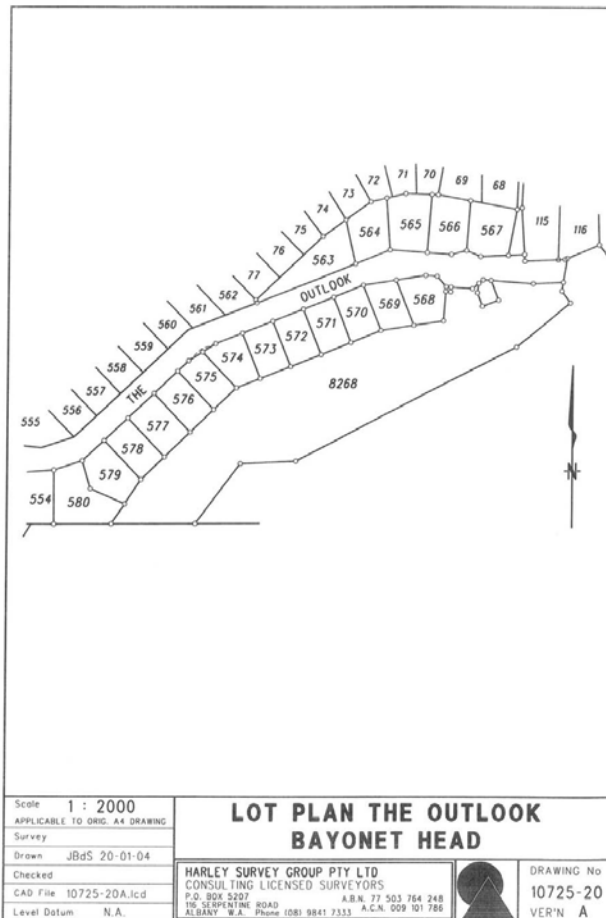 72
71
70
69
68
73
74
75
76
77
115
116
564
565
566
567
563
562
561
560
559
558
557
556
555
THE
OUTLOOK
568
569
570
571
572
573
574
575
576
577
578
579
580
554
8268
N
Scale 1 : 2000
APPLICABLE TO ORIG. A4 DRAWING
Survey
Drawn JBdS 20-01-04
Checked
CAD File 10725-20A.lcd
Level Datum N.A.
LOT PLAN THE OUTLOOK
BAYONET HEAD
HARLEY SURVEY GROUP PTY LTD
CONSULTING LICENSED SURVEYORS
P.O. BOX 5207 A.B.N. 77 503 764 248
116 SERPENTINE ROAD A.C.N. 009 101 786
ALBANY W.A. Phone (08) 9841 7333
DRAWING No
10725-20
VER'N A